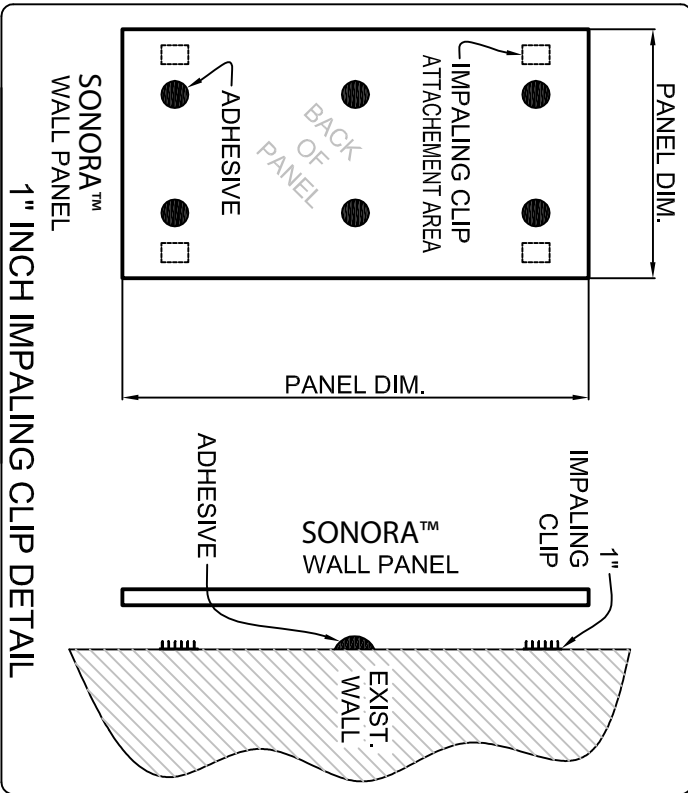 PANEL DIM.
IMPALING CLIP
ATTACHEMENT AREA
BACK
OF
PANEL
ADHESIVE
SONORA™
WALL PANEL
PANEL DIM.
1"
IMPALING
CLIP
SONORA™
WALL PANEL
ADHESIVE
EXIST.
WALL
1" INCH IMPALING CLIP DETAIL